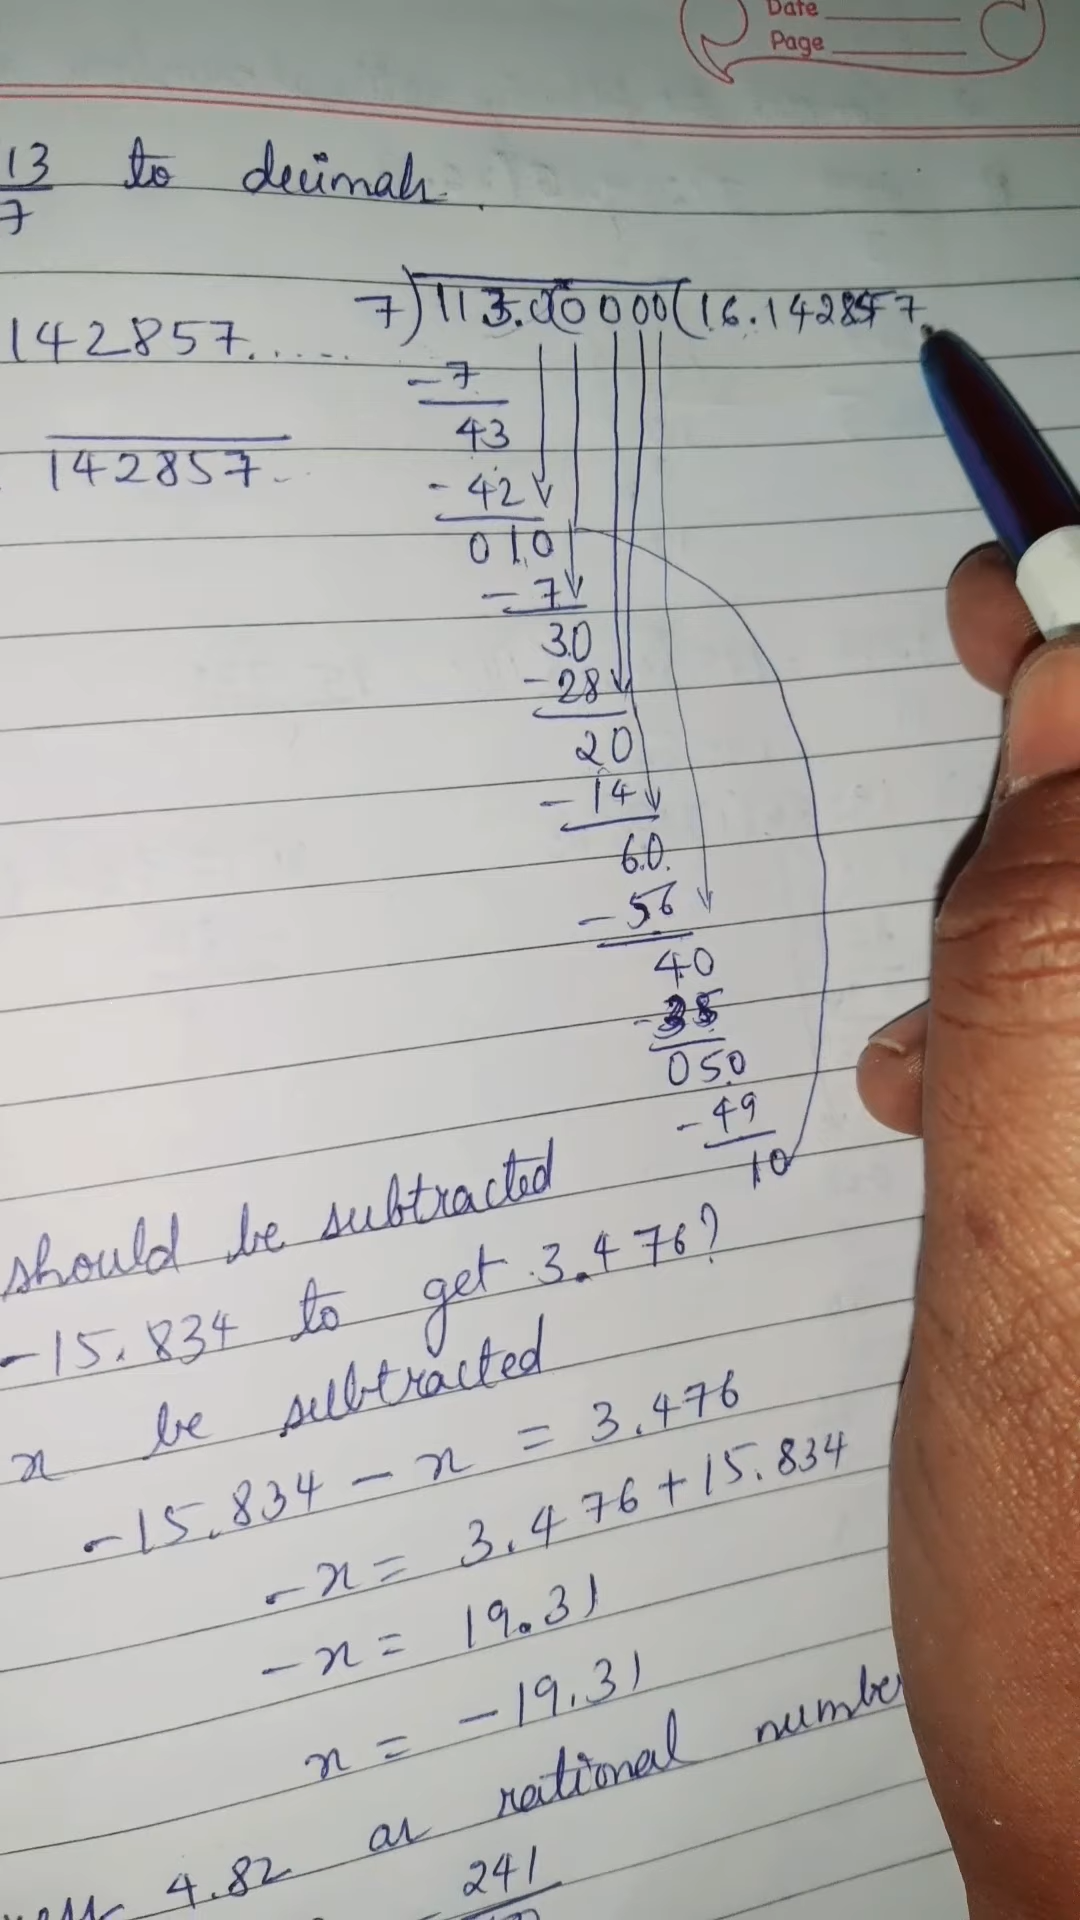 Date
Page
13 to decimals.
7
7)113.00000(16.142857
142857......
142857.
-7
43
-42
010
-7
30
-28
20
-14
60
-56
40
-35
050
-49
10
should be subtracted
-15.834 to get 3.476?
x be subtracted
-15.834 - x = 3.476
-x = 3.476 + 15.834
-x = 19.31
x = -19.31
4.82 as rational number
241